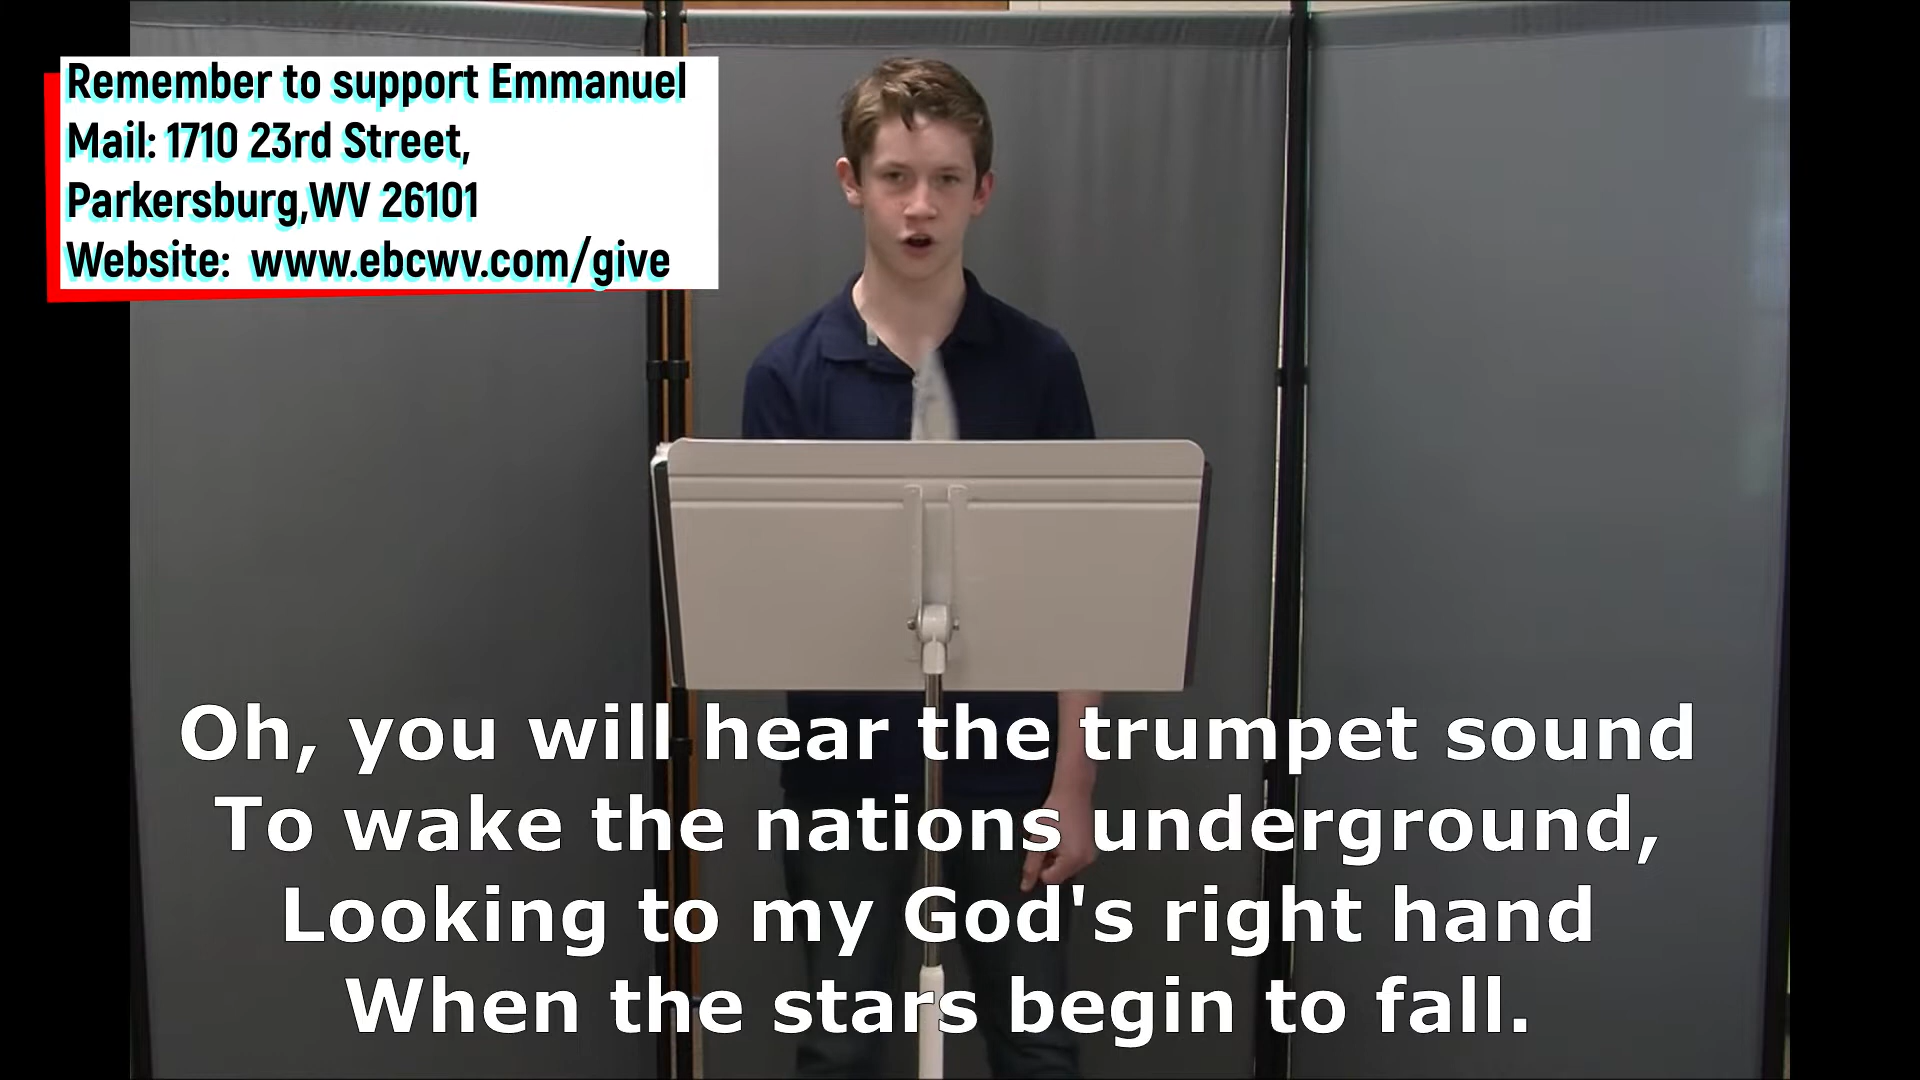 Remember to support Emmanuel
Mail: 1710 23rd Street,
Parkersburg,WV 26101
Website:  www.ebcwv.com/give
Oh, you will hear the trumpet sound
To wake the nations underground,
Looking to my God's right hand
When the stars begin to fall.